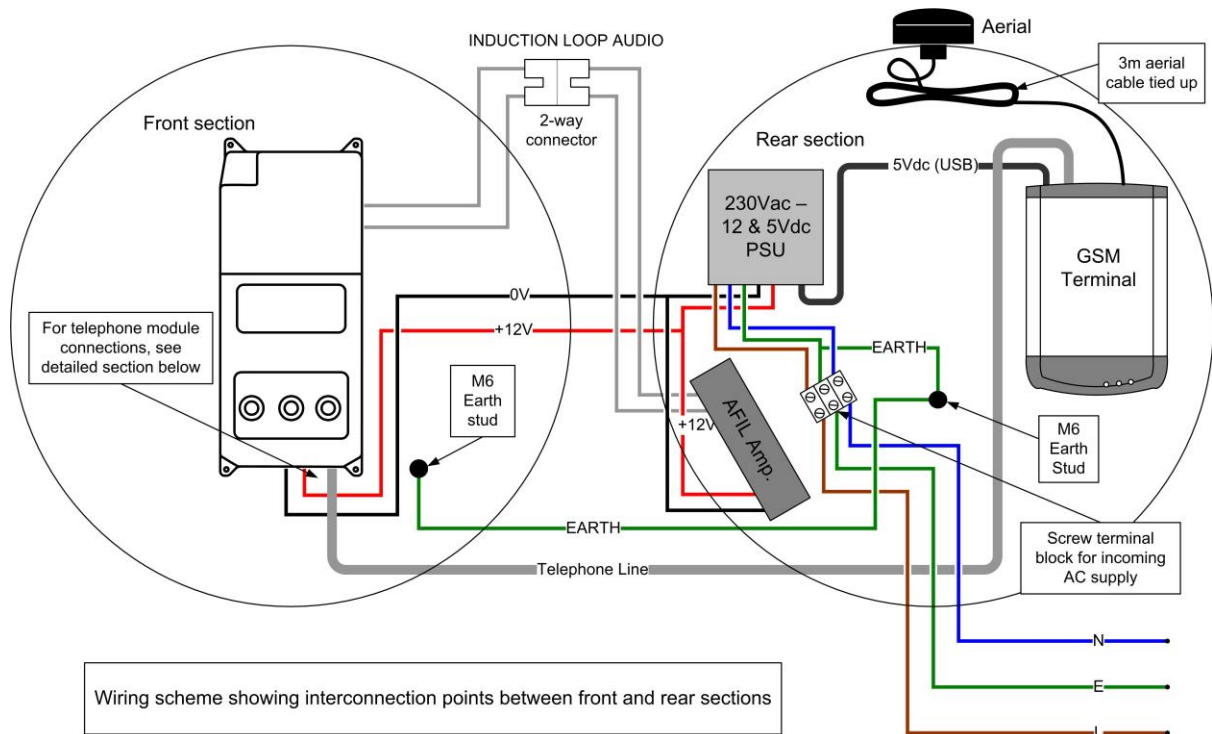 INDUCTION LOOP AUDIO
Aerial
3m aerial
cable tied up
2-way
connector
Front section
Rear section
5Vdc (USB)
230Vac –
12 & 5Vdc
PSU
GSM
Terminal
0V
+12V
For telephone module
connections, see
detailed section below
EARTH
M6
Earth
stud
+12V
AFIL Amp.
M6
Earth
Stud
EARTH
Screw terminal
block for incoming
AC supply
Telephone Line
N
E
L
Wiring scheme showing interconnection points between front and rear sections